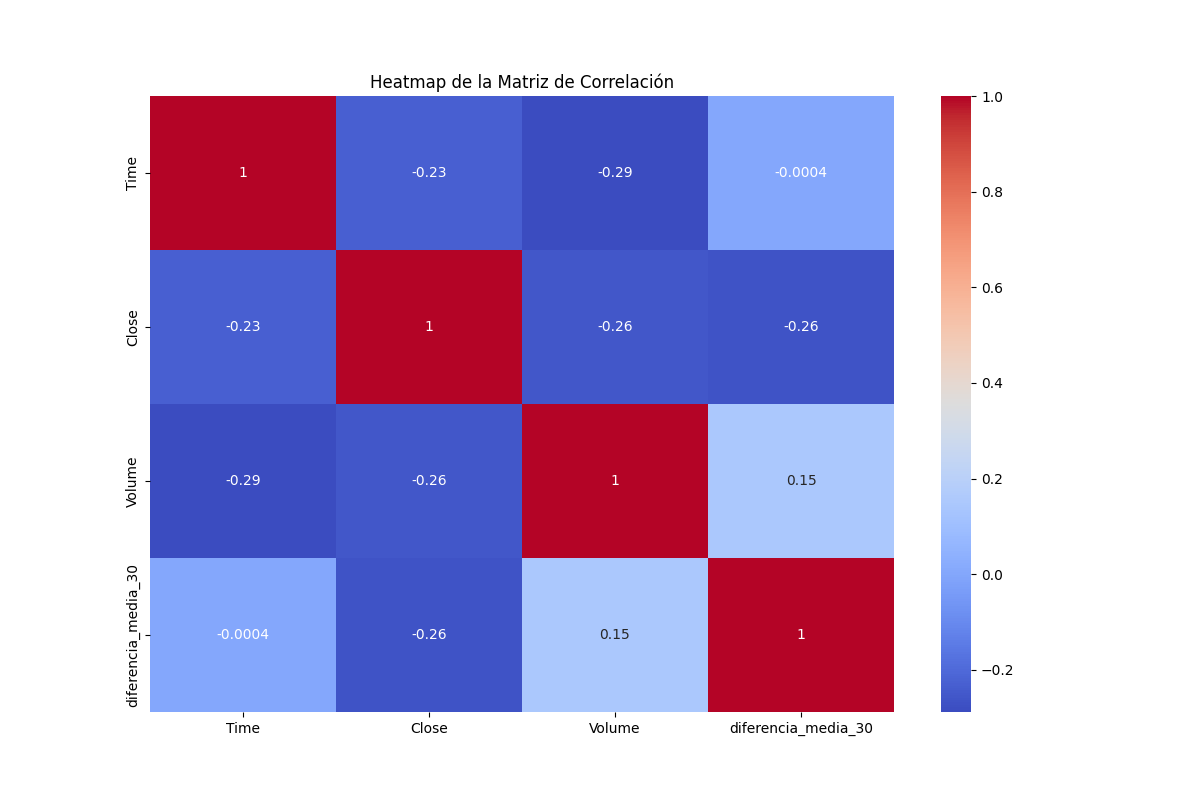 Heatmap de la Matriz de Correlación
Time
1
-0.23
-0.29
-0.0004
Close
-0.23
1
-0.26
-0.26
Volume
-0.29
-0.26
1
0.15
diferencia_media_30
-0.0004
-0.26
0.15
1
Time
Close
Volume
diferencia_media_30
1.0
0.8
0.6
0.4
0.2
0.0
−0.2